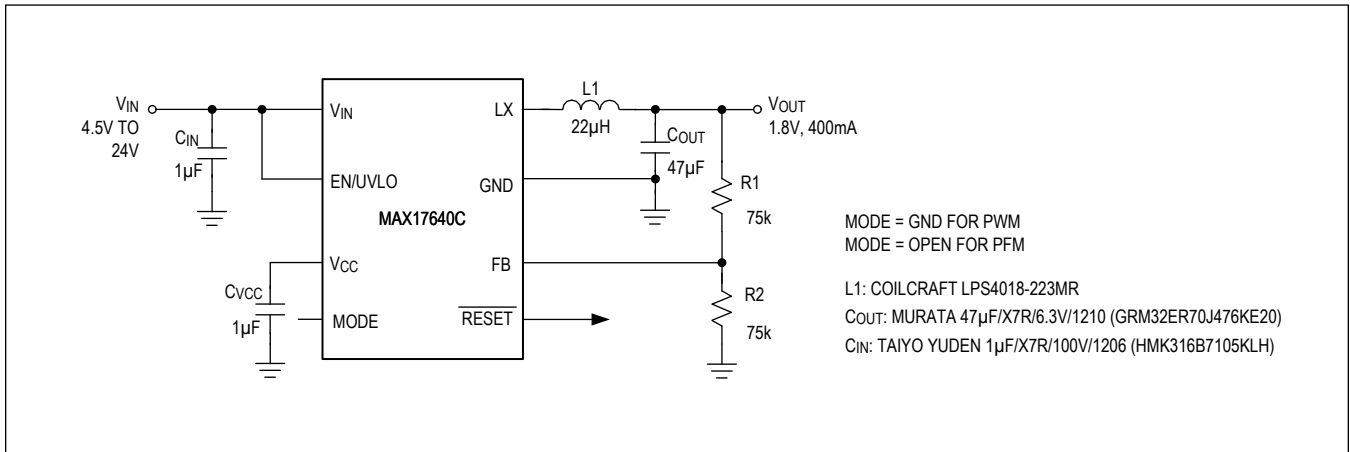 VIN
4.5V TO
24V
CIN
1µF
VIN
EN/UVLO
MAX17640C
VCC
CVCC
1µF
MODE
LX
GND
FB
RESET
L1
22µH
COUT
47µF
VOUT
1.8V, 400mA
R1
75k
R2
75k
MODE = GND FOR PWM
MODE = OPEN FOR PFM
L1: COILCRAFT LPS4018-223MR
COUT: MURATA 47µF/X7R/6.3V/1210 (GRM32ER70J476KE20)
CIN: TAIYO YUDEN 1µF/X7R/100V/1206 (HMK316B7105KLH)